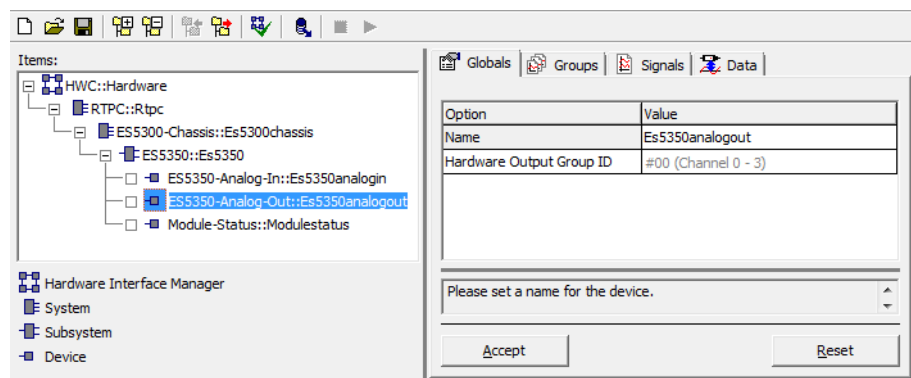 Items:
HWC::Hardware
RTPC::Rtpc
ES5300-Chassis::Es5300chassis
ES5350::Es5350
ES5350-Analog-In::Es5350analogin
ES5350-Analog-Out::Es5350analogout
Module-Status::Modulestatus
Hardware Interface Manager
System
Subsystem
Device
Globals Groups Signals Data
Option Value
Name Es5350analogout
Hardware Output Group ID #00 (Channel 0 - 3)
Please set a name for the device.
Accept Reset